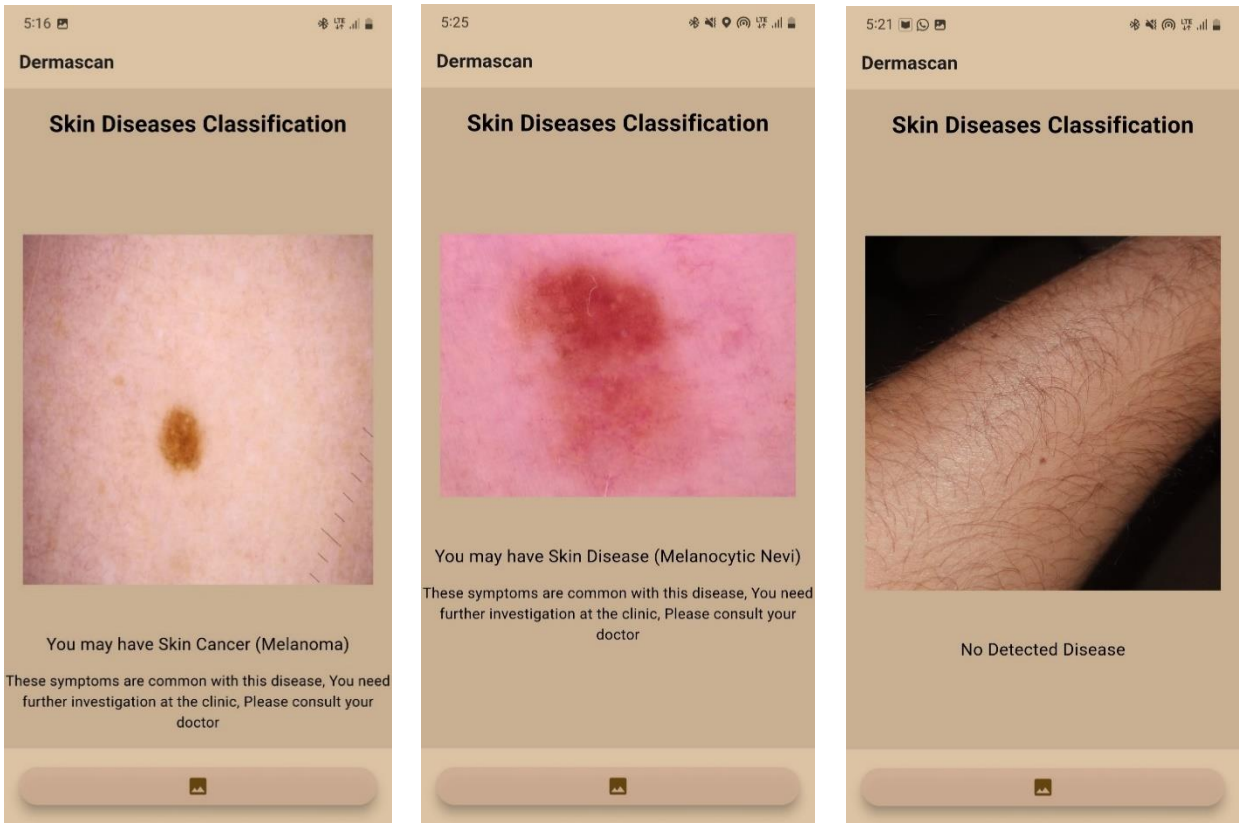 5:16
Dermascan
Skin Diseases Classification
You may have Skin Cancer (Melanoma)
These symptoms are common with this disease, You need
further investigation at the clinic, Please consult your
doctor
5:25
LTE
Dermascan
Skin Diseases Classification
You may have Skin Disease (Melanocytic Nevi)
These symptoms are common with this disease, You need
further investigation at the clinic, Please consult your
doctor
5:21
LTE
Dermascan
Skin Diseases Classification
No Detected Disease